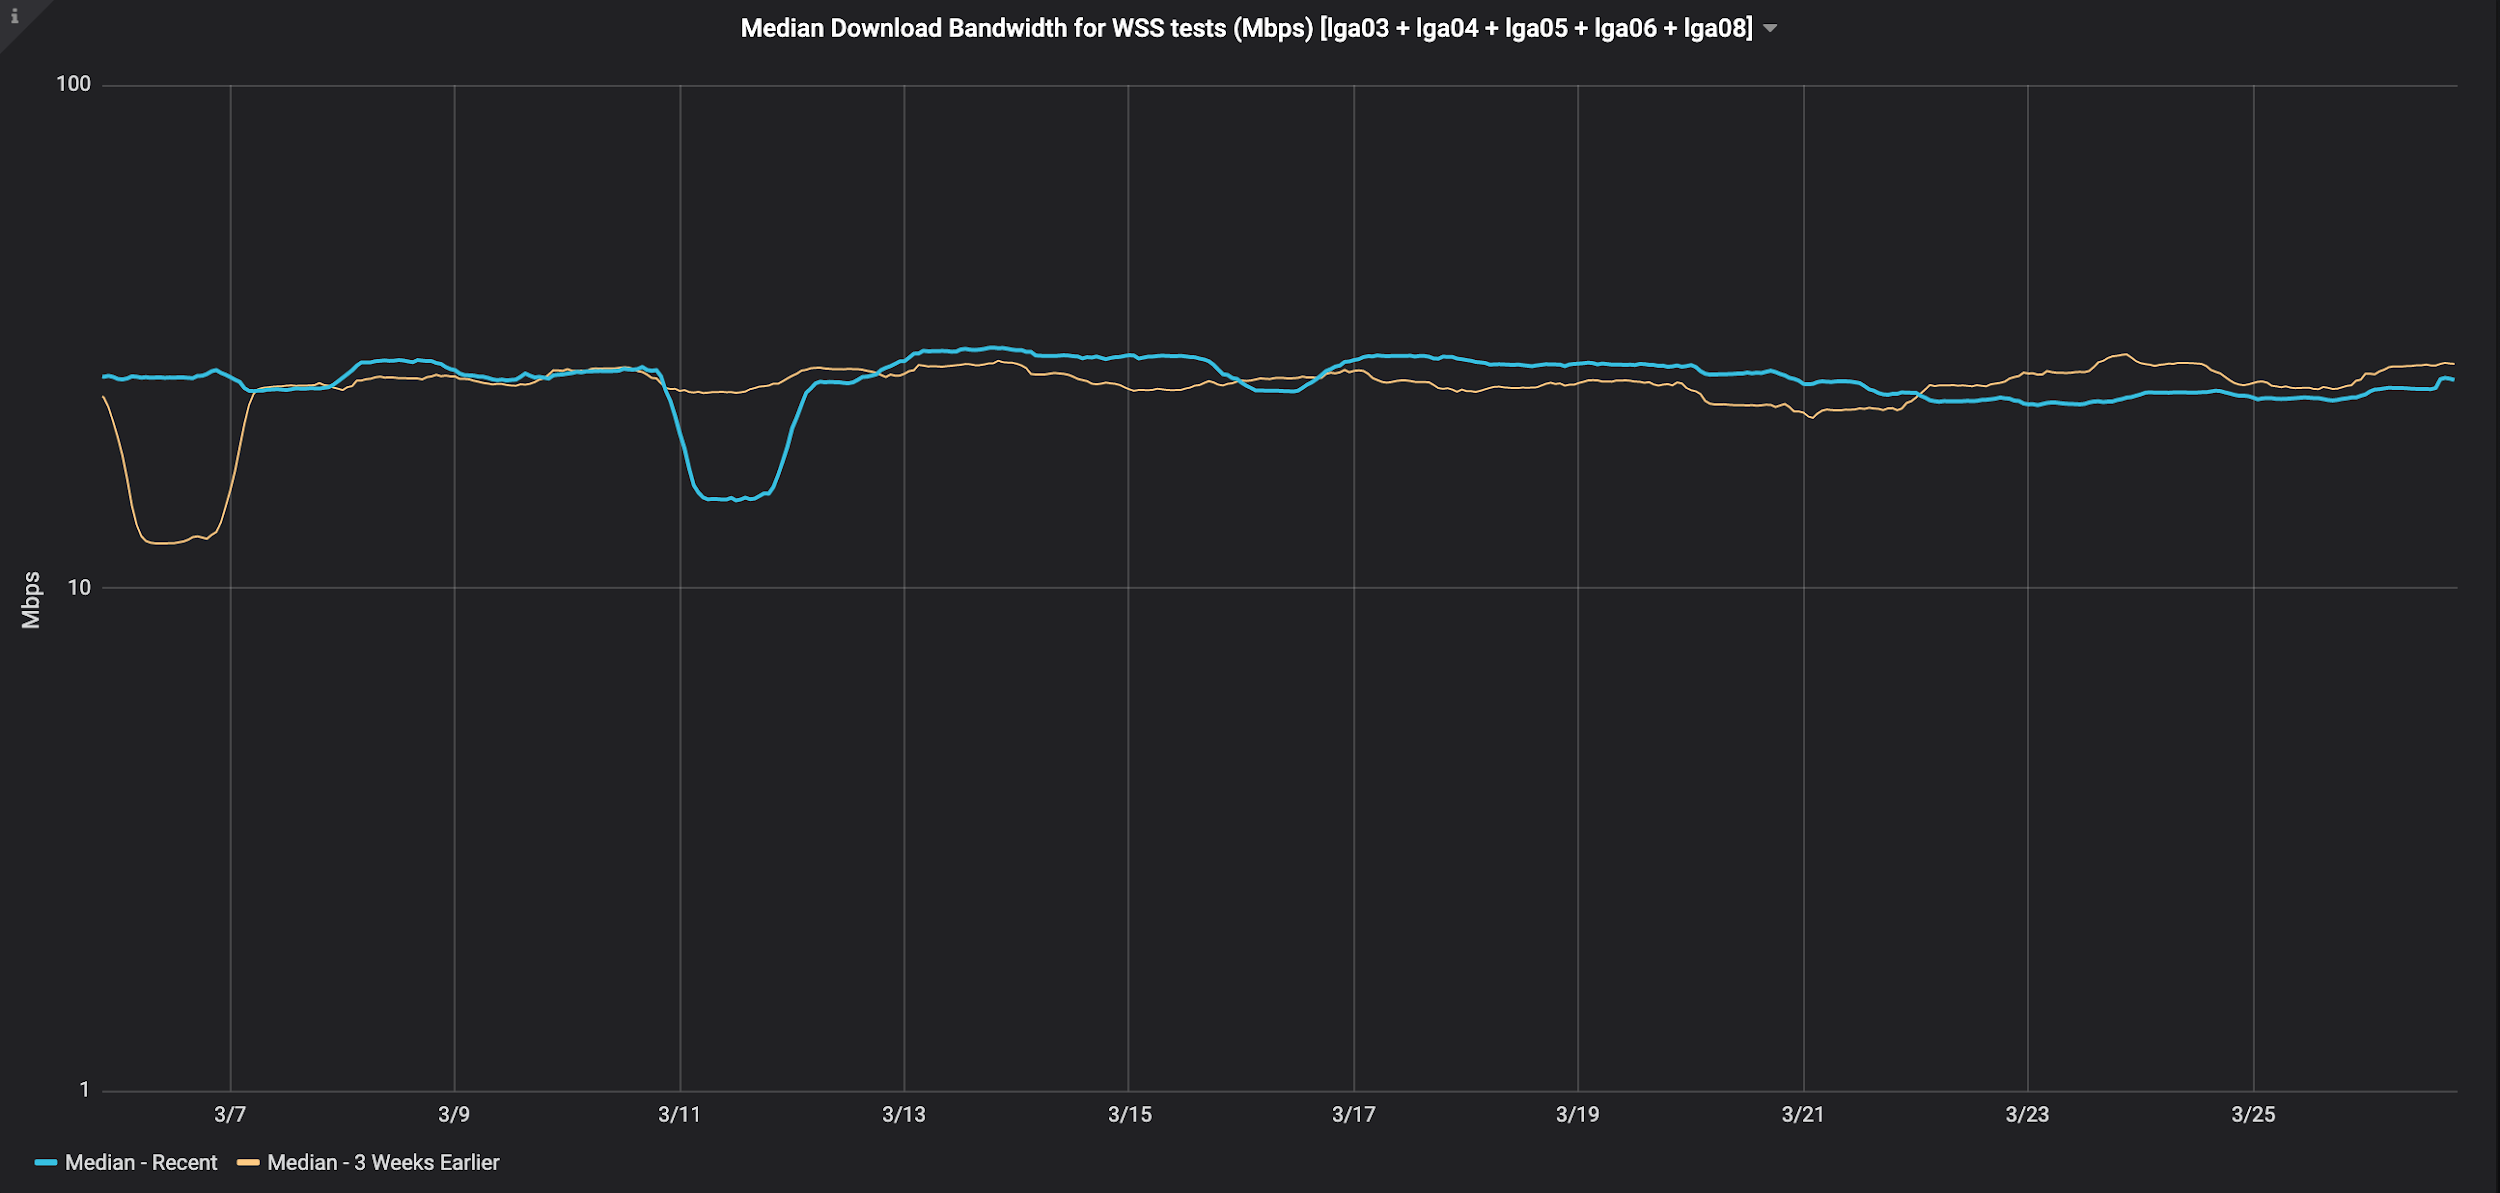 i
Median Download Bandwidth for WSS tests (Mbps) [lga03 + lga04 + lga05 + lga06 + lga08]
100
10
1
Mbps
3/7 3/9 3/11 3/13 3/15 3/17 3/19 3/21 3/23 3/25
Median - Recent Median - 3 Weeks Earlier